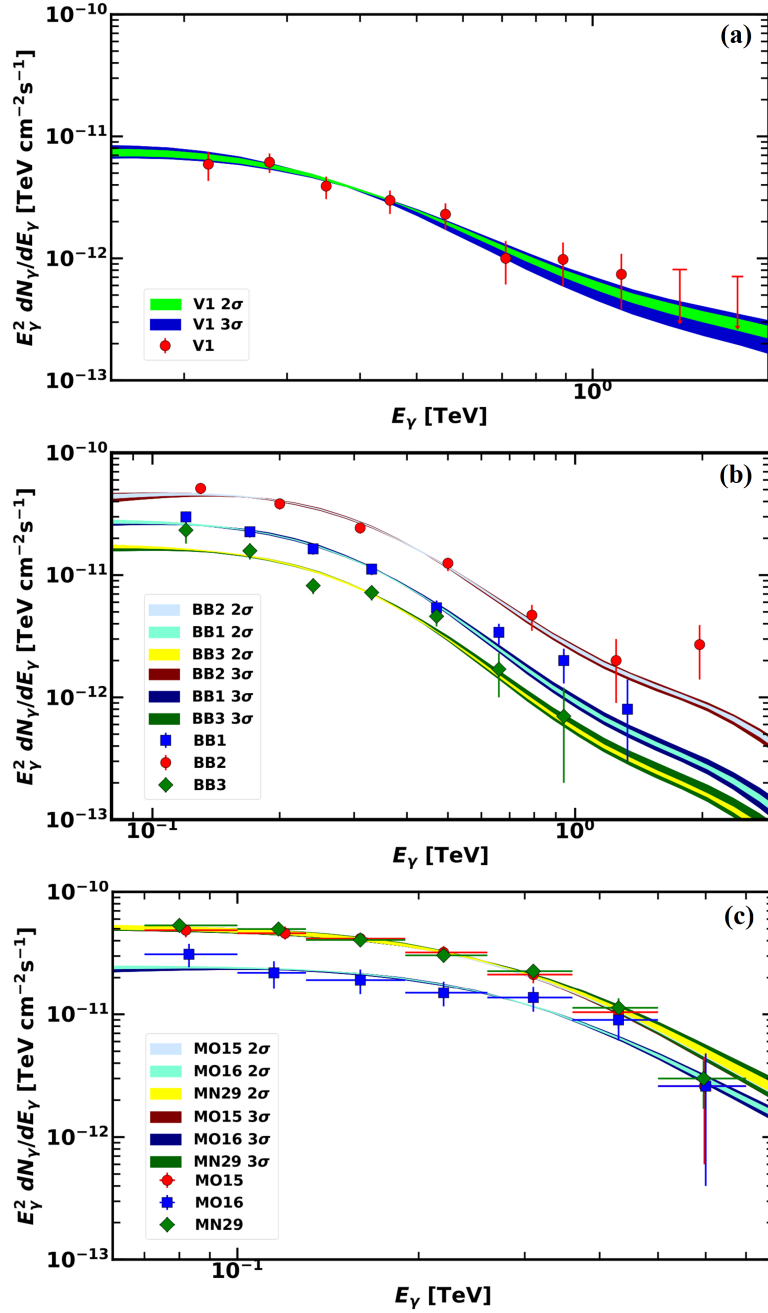 10⁻¹⁰
(a)
10⁻¹¹
10⁻¹²
10⁻¹³
E²ᵧ dNᵧ/dEᵧ [TeV cm⁻²s⁻¹]
V1 2σ
V1 3σ
V1
10⁰
Eᵧ [TeV]
10⁻¹⁰
(b)
10⁻¹¹
10⁻¹²
10⁻¹³
E²ᵧ dNᵧ/dEᵧ [TeV cm⁻²s⁻¹]
BB2 2σ
BB1 2σ
BB3 2σ
BB2 3σ
BB1 3σ
BB3 3σ
BB1
BB2
BB3
10⁻¹
10⁰
Eᵧ [TeV]
10⁻¹⁰
(c)
10⁻¹¹
10⁻¹²
10⁻¹³
E²ᵧ dNᵧ/dEᵧ [TeV cm⁻²s⁻¹]
MO15 2σ
MO16 2σ
MN29 2σ
MO15 3σ
MO16 3σ
MN29 3σ
MO15
MO16
MN29
10⁻¹
Eᵧ [TeV]